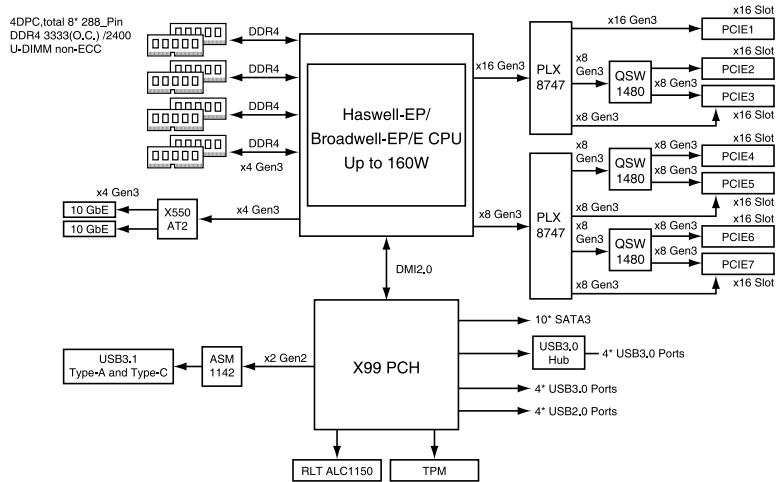 4DPC,total 8* 288_Pin
DDR4 3333(O.C.) /2400
U-DIMM non-ECC
DDR4
DDR4
DDR4
DDR4
x4 Gen3
Haswell-EP/
Broadwell-EP/E CPU
Up to 160W
x16 Gen3
PLX
8747
x16 Gen3
x16 Slot
PCIE1
x8
Gen3
QSW
1480
x8 Gen3
x16 Slot
PCIE2
x8 Gen3
PCIE3
x8 Gen3
x16 Slot
x8 Gen3
PLX
8747
x8
Gen3
QSW
1480
x8 Gen3
x16 Slot
PCIE4
x8 Gen3
PCIE5
x8 Gen3
x16 Slot
x8
Gen3
QSW
1480
x8 Gen3
PCIE6
x16 Slot
x8 Gen3
PCIE7
x8 Gen3
x16 Slot
x4 Gen3
10 GbE
10 GbE
X550
AT2
x4 Gen3
DMI2.0
X99 PCH
10* SATA3
USB3.0
Hub
4* USB3.0 Ports
4* USB3.0 Ports
4* USB2.0 Ports
USB3.1
Type-A and Type-C
ASM
1142
x2 Gen2
RLT ALC1150
TPM